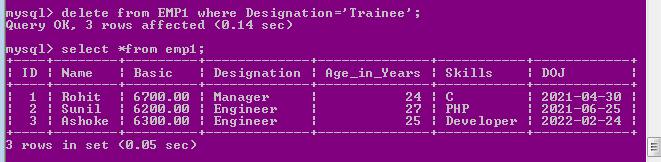 mysql> delete from EMP1 where Designation='Trainee';
Query OK, 3 rows affected (0.14 sec)
mysql> select *from emp1;
+----+--------+---------+-------------+--------------+-----------+------------+
| ID | Name | Basic | Designation | Age_in_Years | Skills | DOJ |
+----+--------+---------+-------------+--------------+-----------+------------+
| 1 | Rohit | 6700.00 | Manager | 24 | C | 2021-04-30 |
| 2 | Sunil | 6200.00 | Engineer | 27 | PHP | 2021-06-25 |
| 3 | Ashoke | 6300.00 | Engineer | 25 | Developer | 2022-02-24 |
+----+--------+---------+-------------+--------------+-----------+------------+
3 rows in set (0.05 sec)